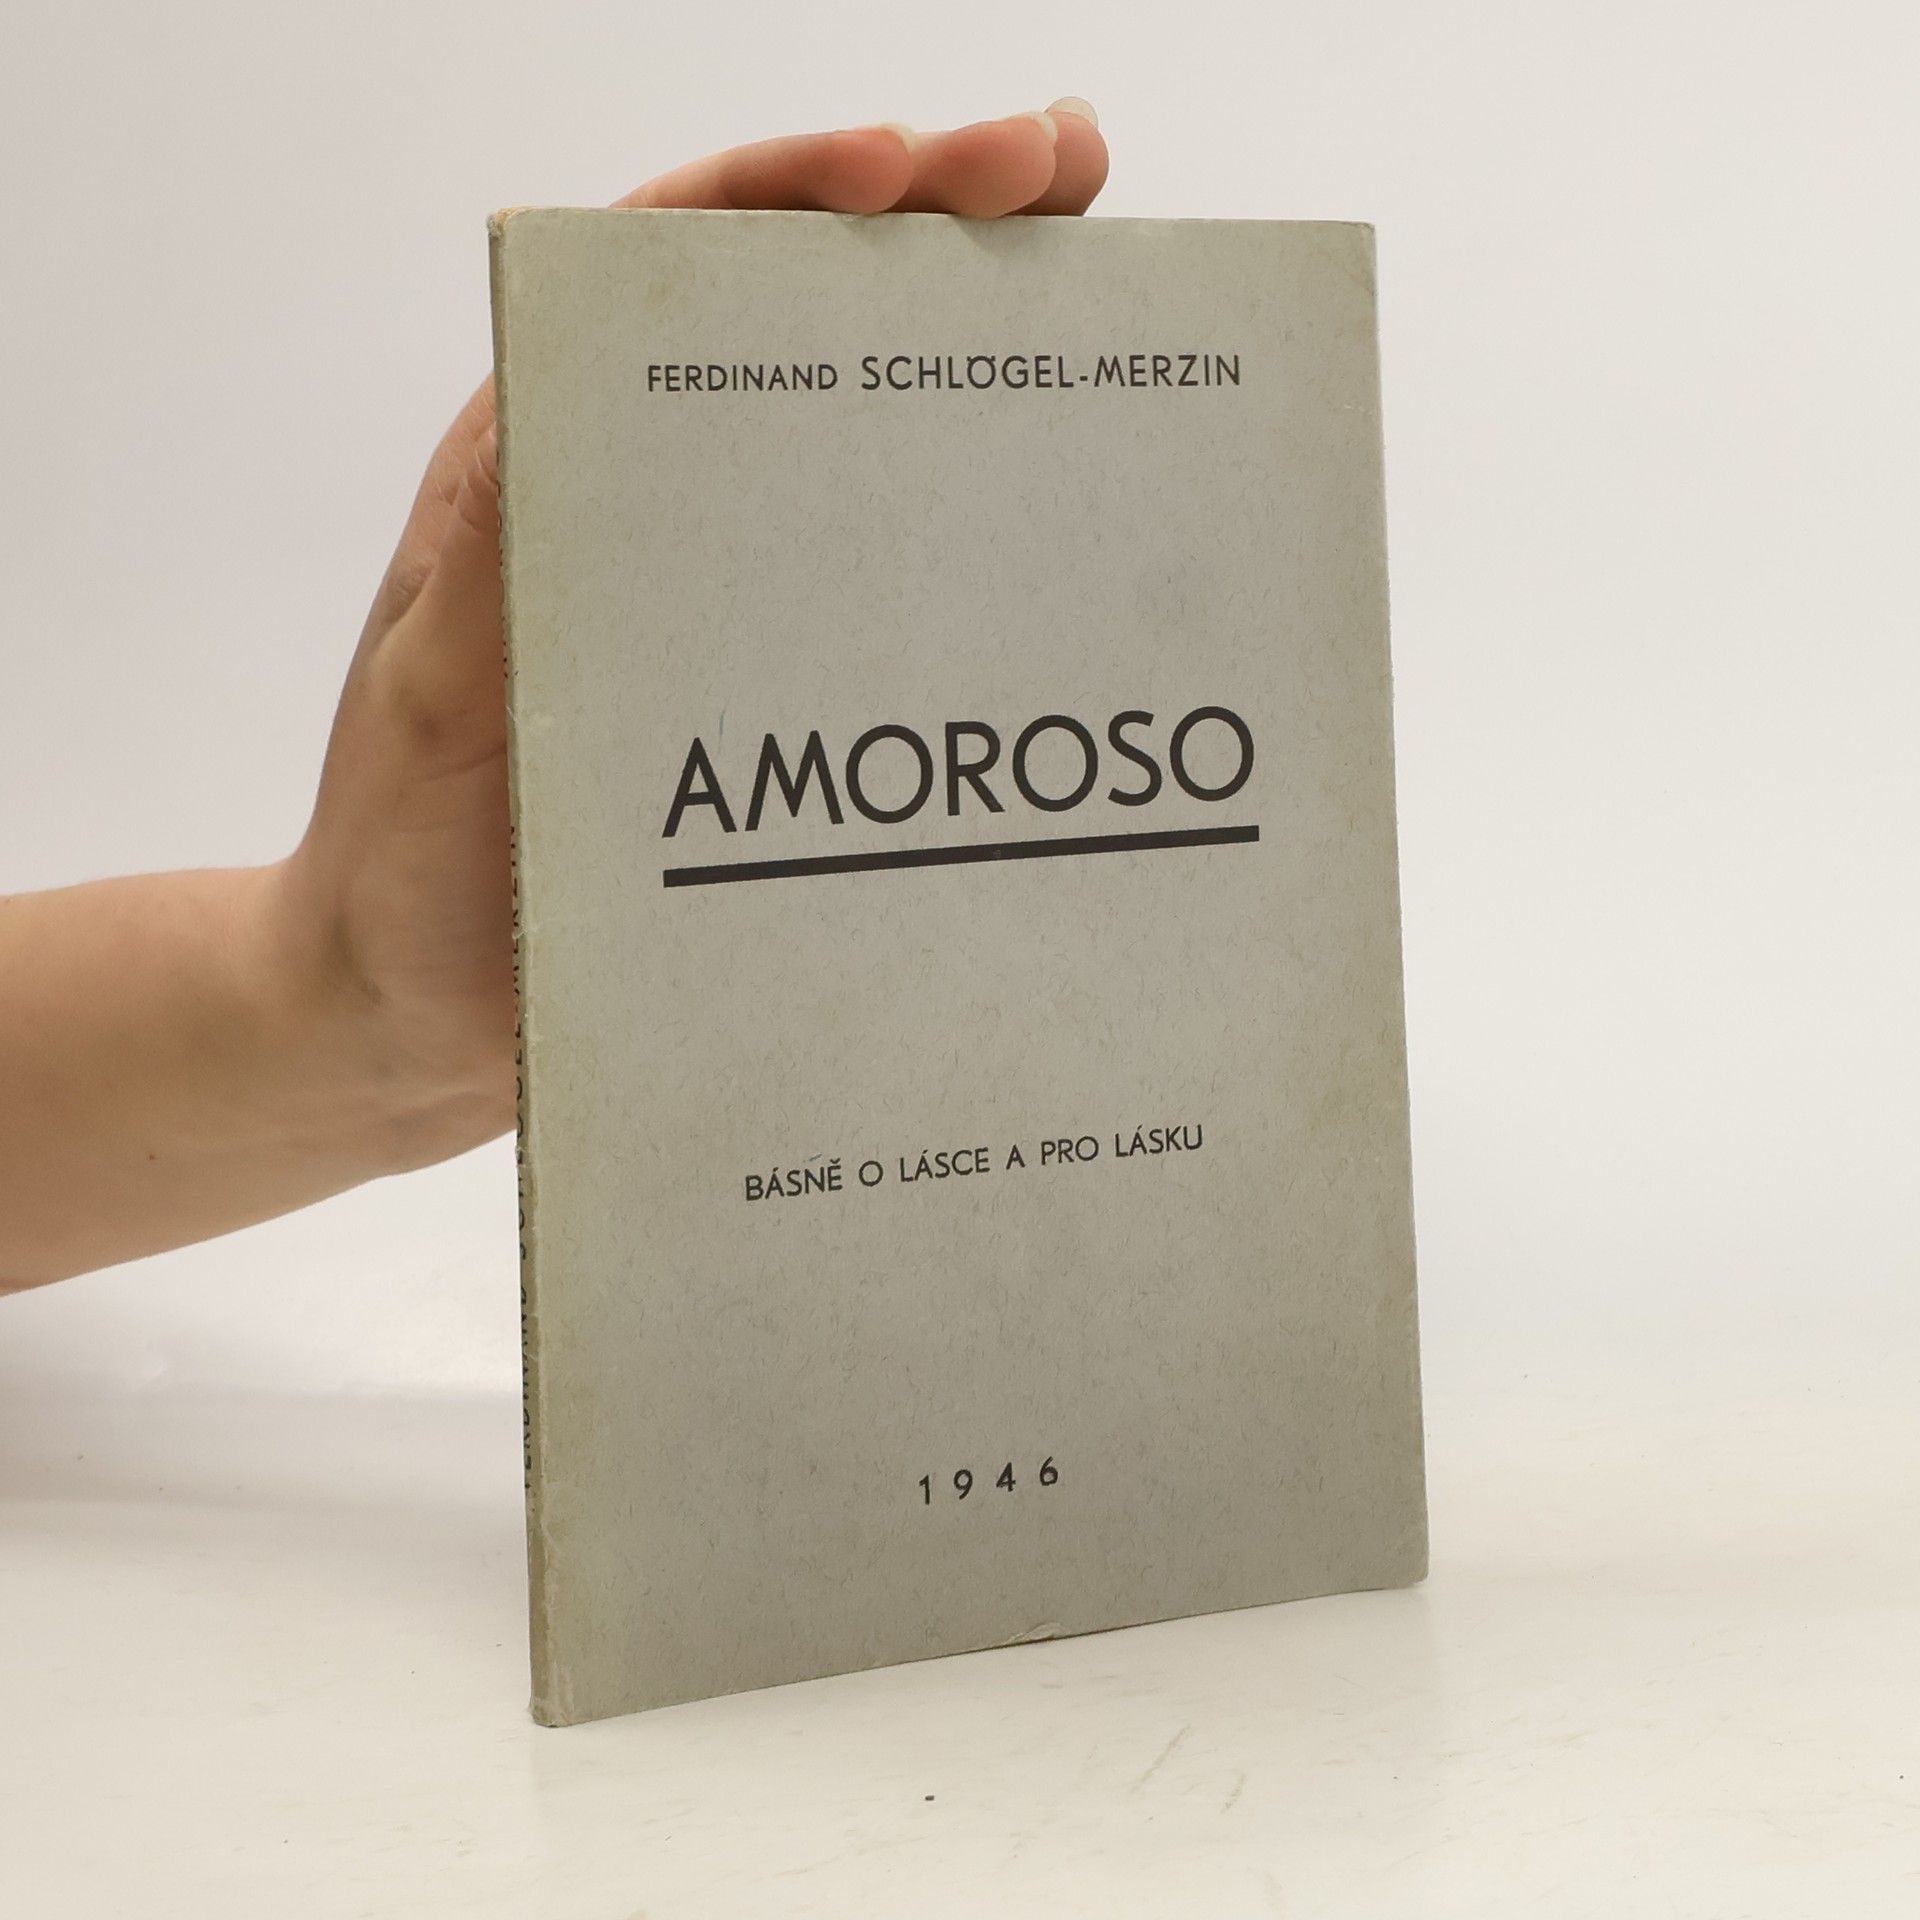 FERDINAND SCHLÖGEL-MERZIN
AMOROSO
BÁSNĚ O LÁSCE A PRO LÁSKU
1946